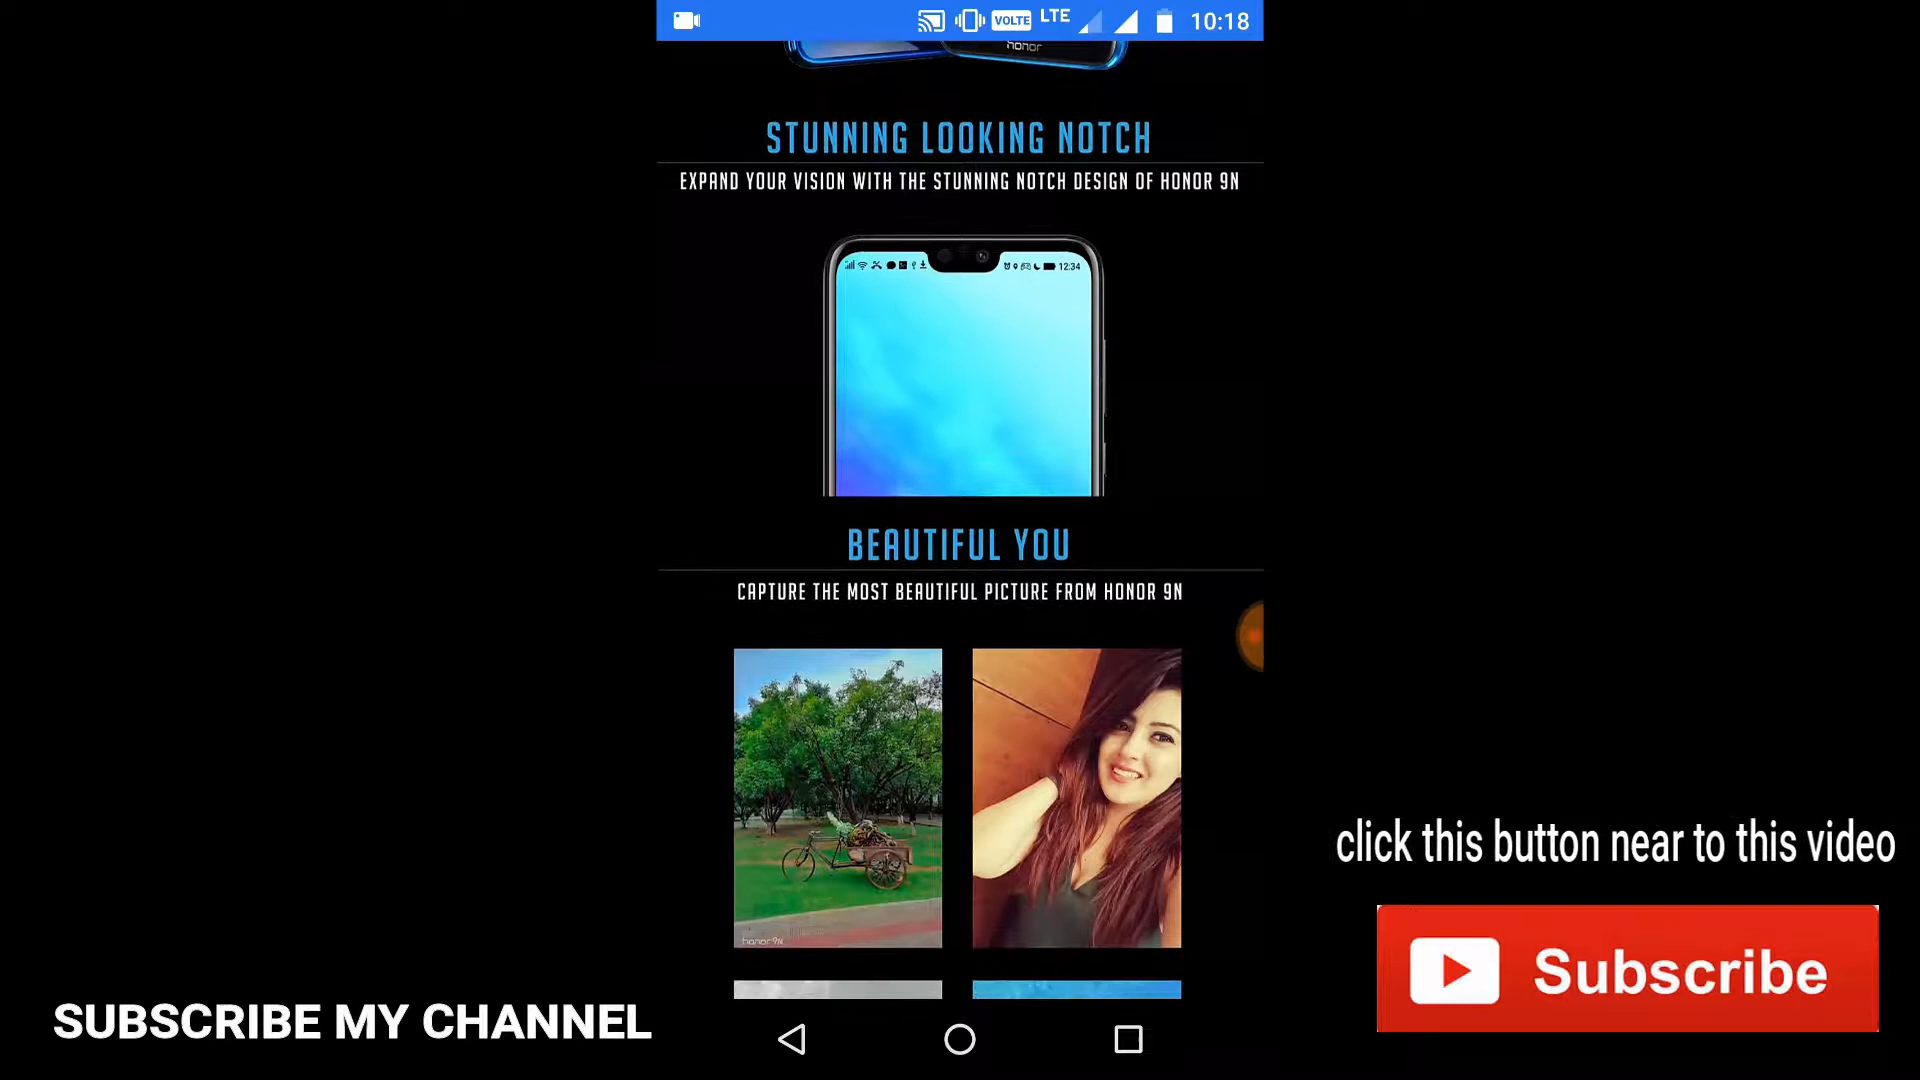 VOLTE LTE 10:18
honor
STUNNING LOOKING NOTCH
EXPAND YOUR VISION WITH THE STUNNING NOTCH DESIGN OF HONOR 9N
12:34
BEAUTIFUL YOU
CAPTURE THE MOST BEAUTIFUL PICTURE FROM HONOR 9N
honor 9N
click this button near to this video
Subscribe
SUBSCRIBE MY CHANNEL